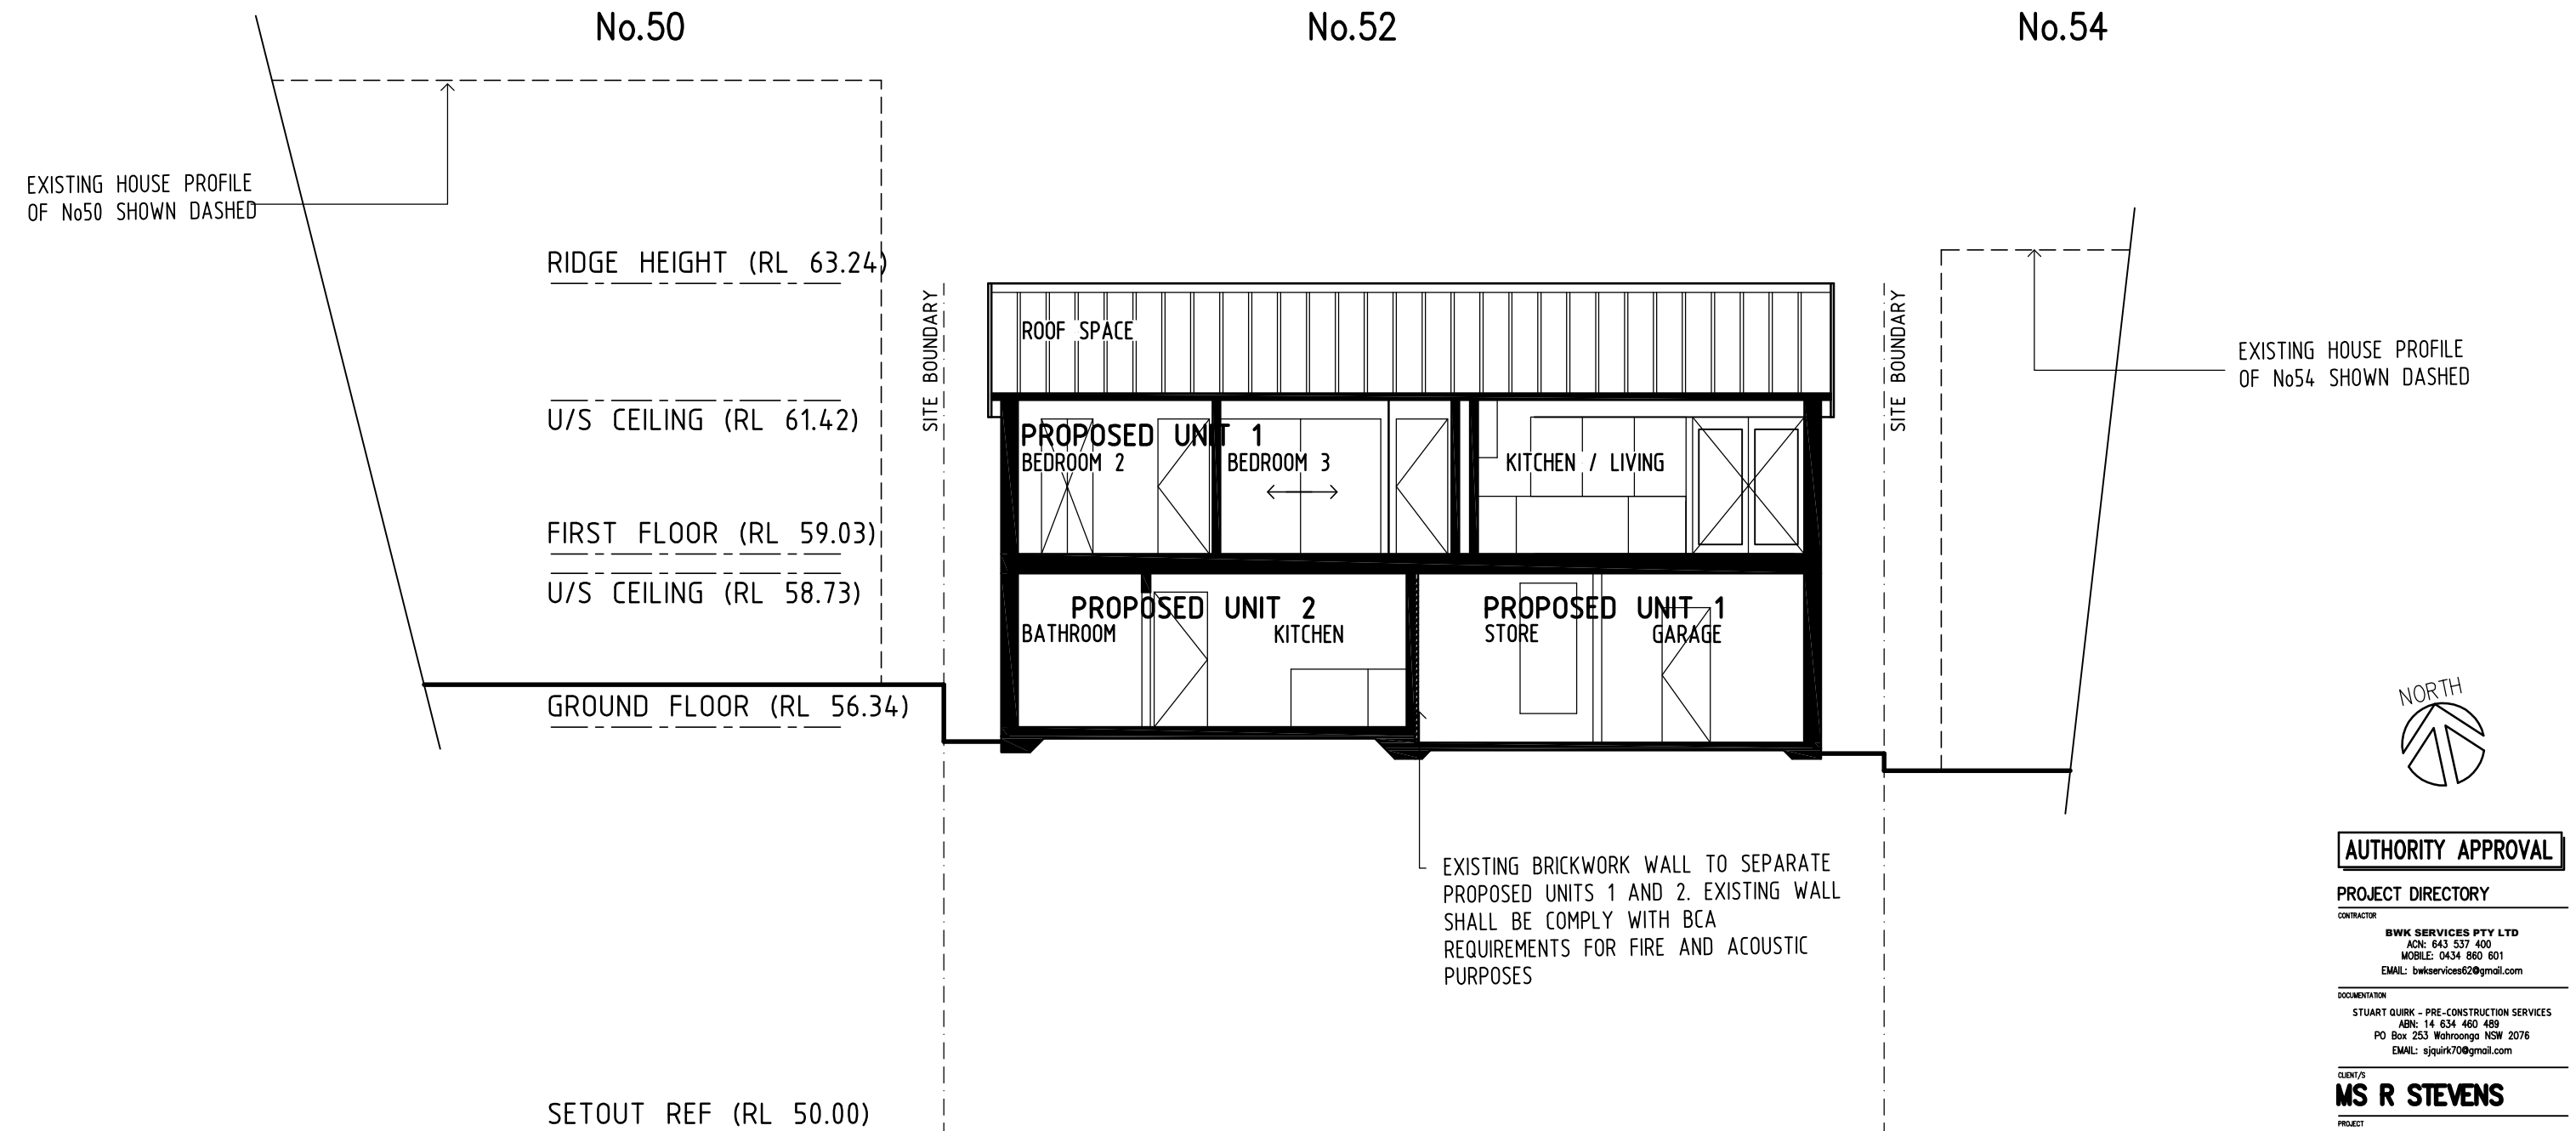 No.50
No.52
No.54
EXISTING HOUSE PROFILE
OF No50 SHOWN DASHED
RIDGE HEIGHT (RL 63.24)
U/S CEILING (RL 61.42)
FIRST FLOOR (RL 59.03)
U/S CEILING (RL 58.73)
GROUND FLOOR (RL 56.34)
SETOUT REF (RL 50.00)
SITE BOUNDARY
ROOF SPACE
PROPOSED UNIT 1
BEDROOM 2
BEDROOM 3
KITCHEN / LIVING
PROPOSED UNIT 2
BATHROOM
KITCHEN
PROPOSED UNIT 1
STORE
GARAGE
SITE BOUNDARY
EXISTING HOUSE PROFILE
OF No54 SHOWN DASHED
EXISTING BRICKWORK WALL TO SEPARATE
PROPOSED UNITS 1 AND 2. EXISTING WALL
SHALL BE COMPLY WITH BCA
REQUIREMENTS FOR FIRE AND ACOUSTIC
PURPOSES
NORTH
AUTHORITY APPROVAL
PROJECT DIRECTORY
CONTRACTOR
BWK SERVICES PTY LTD
ACN: 643 537 400
MOBILE: 0434 860 601
EMAIL: bwkservices62@gmail.com
DOCUMENTATION
STUART QUIRK - PRE-CONSTRUCTION SERVICES
ABN: 14 634 460 489
PO Box 253 Wahroonga NSW 2076
EMAIL: sjquirk70@gmail.com
CLIENT/S
MS R STEVENS
PROJECT